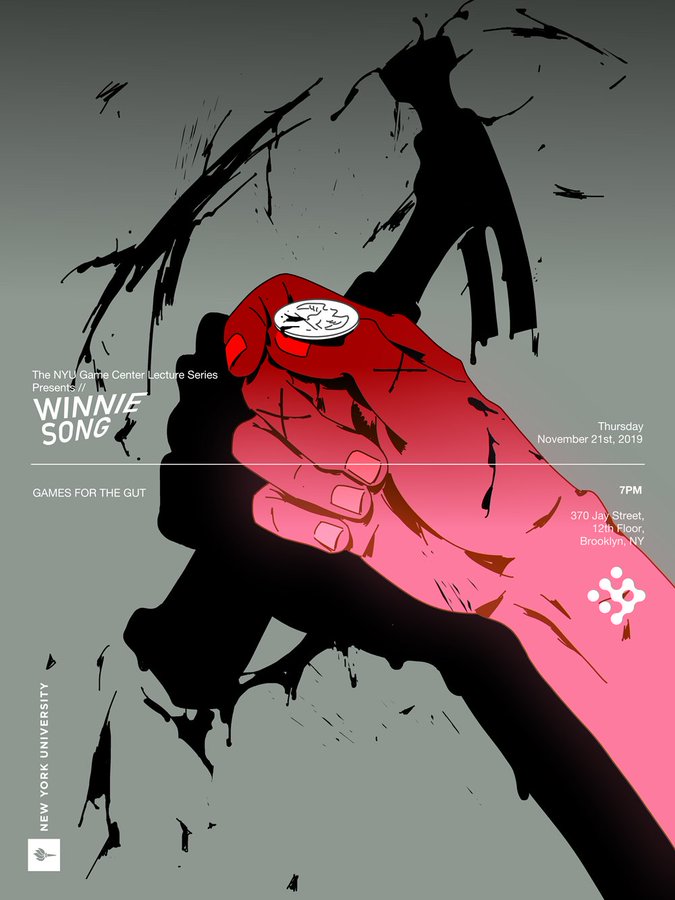 The NYU Game Center Lecture Series
Presents //
WINNIE
SONG
Thursday
November 21st, 2019
GAMES FOR THE GUT
7PM
370 Jay Street,
12th Floor,
Brooklyn, NY
NEW YORK UNIVERSITY